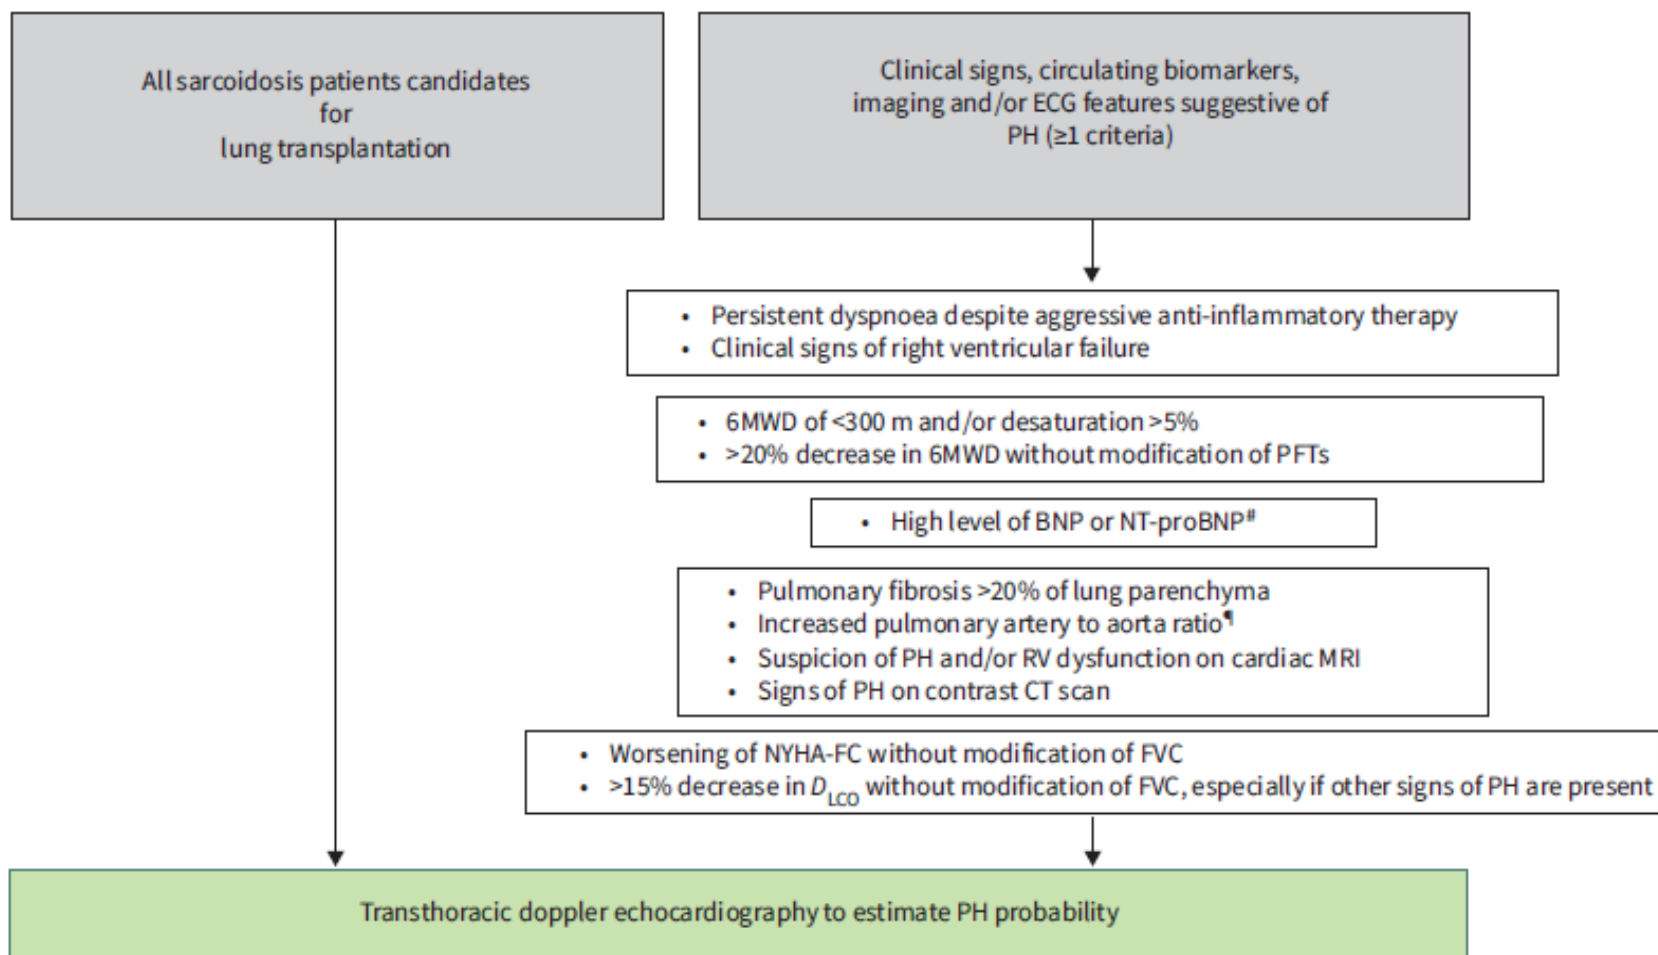 All sarcoidosis patients candidates
for
lung transplantation
Clinical signs, circulating biomarkers,
imaging and/or ECG features suggestive of
PH (≥1 criteria)
• Persistent dyspnoea despite aggressive anti-inflammatory therapy
• Clinical signs of right ventricular failure
• 6MWD of <300 m and/or desaturation >5%
• >20% decrease in 6MWD without modification of PFTs
• High level of BNP or NT-proBNP#
• Pulmonary fibrosis >20% of lung parenchyma
• Increased pulmonary artery to aorta ratio¶
• Suspicion of PH and/or RV dysfunction on cardiac MRI
• Signs of PH on contrast CT scan
• Worsening of NYHA-FC without modification of FVC
• >15% decrease in DLCO without modification of FVC, especially if other signs of PH are present
Transthoracic doppler echocardiography to estimate PH probability